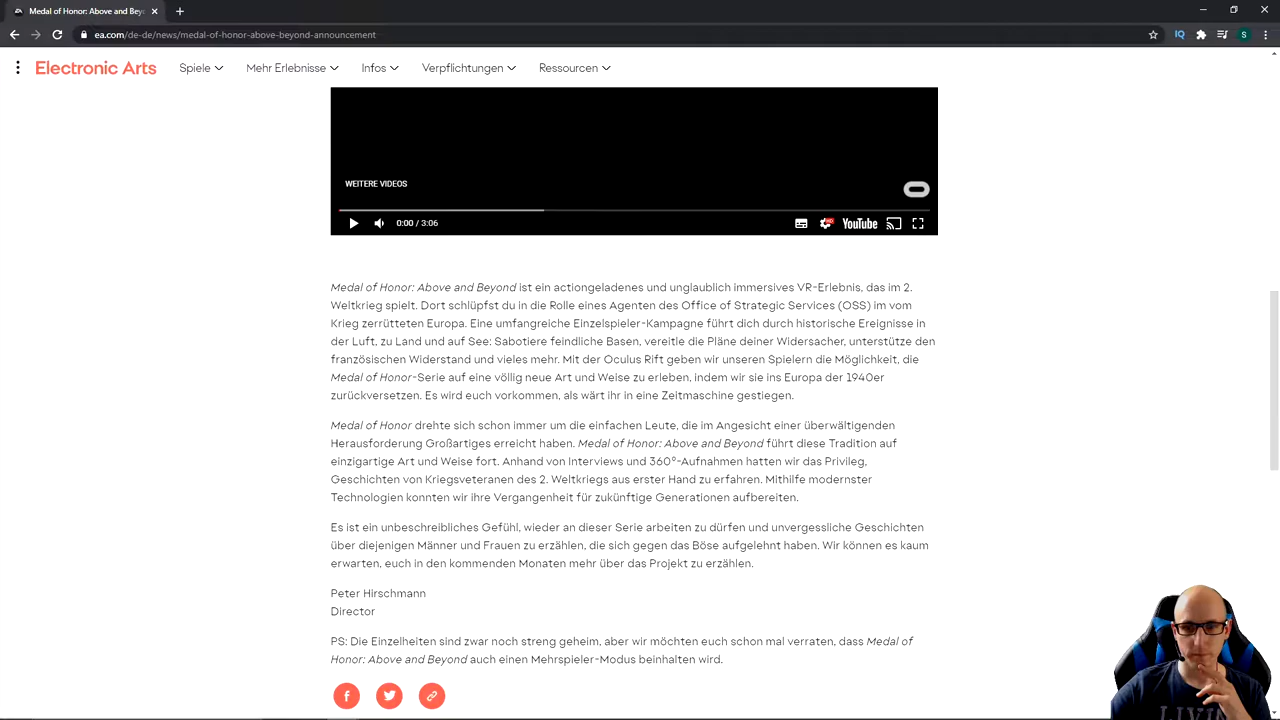 Medal of Honor: Above and Bey
ea.com/de-de/news/medal-of-honor-above-beyond-announcement
S
Electronic Arts
Spiele
Mehr Erlebnisse
Infos
Verpflichtungen
Ressourcen
WEITERE VIDEOS
0:00 / 3:06
HD
YouTube
Medal of Honor: Above and Beyond ist ein actiongeladenes und unglaublich immersives VR-Erlebnis, das im 2.
Weltkrieg spielt. Dort schlüpfst du in die Rolle eines Agenten des Office of Strategic Services (OSS) im vom
Krieg zerrütteten Europa. Eine umfangreiche Einzelspieler-Kampagne führt dich durch historische Ereignisse in
der Luft, zu Land und auf See: Sabotiere feindliche Basen, vereitle die Pläne deiner Widersacher, unterstütze den
französischen Widerstand und vieles mehr. Mit der Oculus Rift geben wir unseren Spielern die Möglichkeit, die
Medal of Honor-Serie auf eine völlig neue Art und Weise zu erleben, indem wir sie ins Europa der 1940er
zurückversetzen. Es wird euch vorkommen, als wärt ihr in eine Zeitmaschine gestiegen.
Medal of Honor drehte sich schon immer um die einfachen Leute, die im Angesicht einer überwältigenden
Herausforderung Großartiges erreicht haben. Medal of Honor: Above and Beyond führt diese Tradition auf
einzigartige Art und Weise fort. Anhand von Interviews und 360°-Aufnahmen hatten wir das Privileg,
Geschichten von Kriegsveteranen des 2. Weltkriegs aus erster Hand zu erfahren. Mithilfe modernster
Technologien konnten wir ihre Vergangenheit für zukünftige Generationen aufbereiten.
Es ist ein unbeschreibliches Gefühl, wieder an dieser Serie arbeiten zu dürfen und unvergessliche Geschichten
über diejenigen Männer und Frauen zu erzählen, die sich gegen das Böse aufgelehnt haben. Wir können es kaum
erwarten, euch in den kommenden Monaten mehr über das Projekt zu erzählen.
Peter Hirschmann
Director
PS: Die Einzelheiten sind zwar noch streng geheim, aber wir möchten euch schon mal verraten, dass Medal of
Honor: Above and Beyond auch einen Mehrspieler-Modus beinhalten wird.